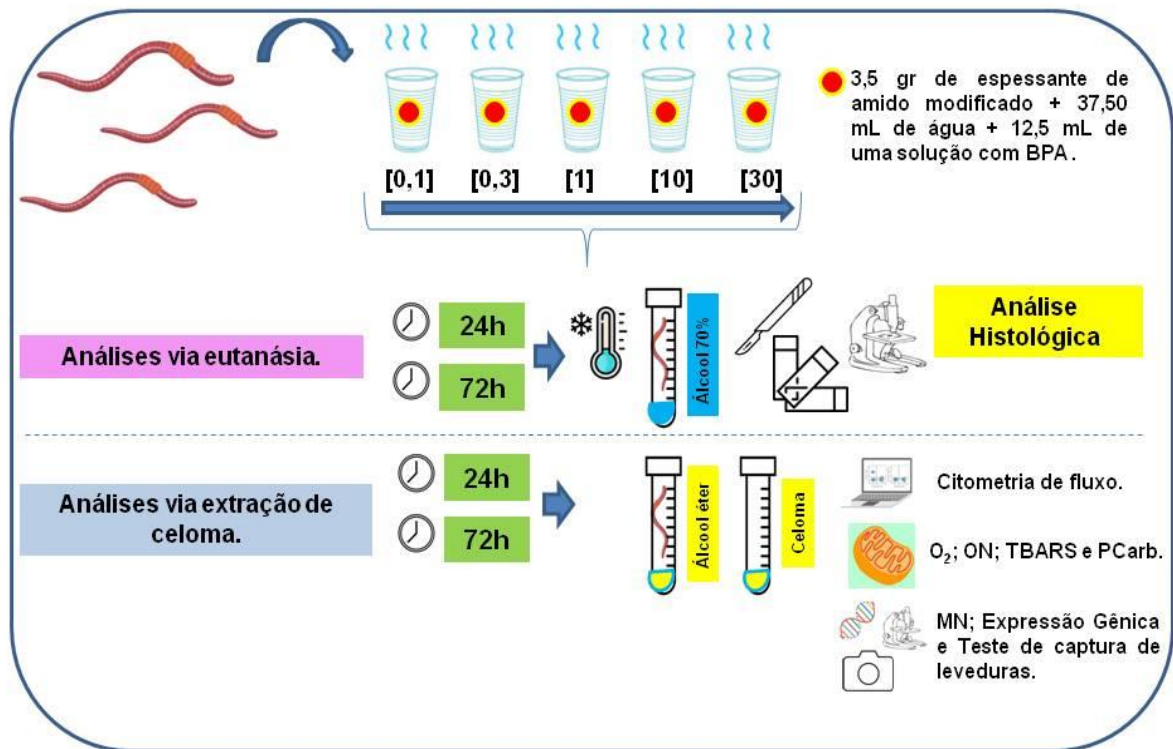 3,5 gr de espessante de
amido modificado + 37,50
mL de água + 12,5 mL de
uma solução com BPA .
[0,1] [0,3] [1] [10] [30]
Análises via eutanásia.
24h
72h
Álcool 70%
Análise
Histológica
Análises via extração de
celoma.
24h
72h
Álcool éter
Celoma
Citometria de fluxo.
O₂; ON; TBARS e PCarb.
MN; Expressão Gênica
e Teste de captura de
leveduras.